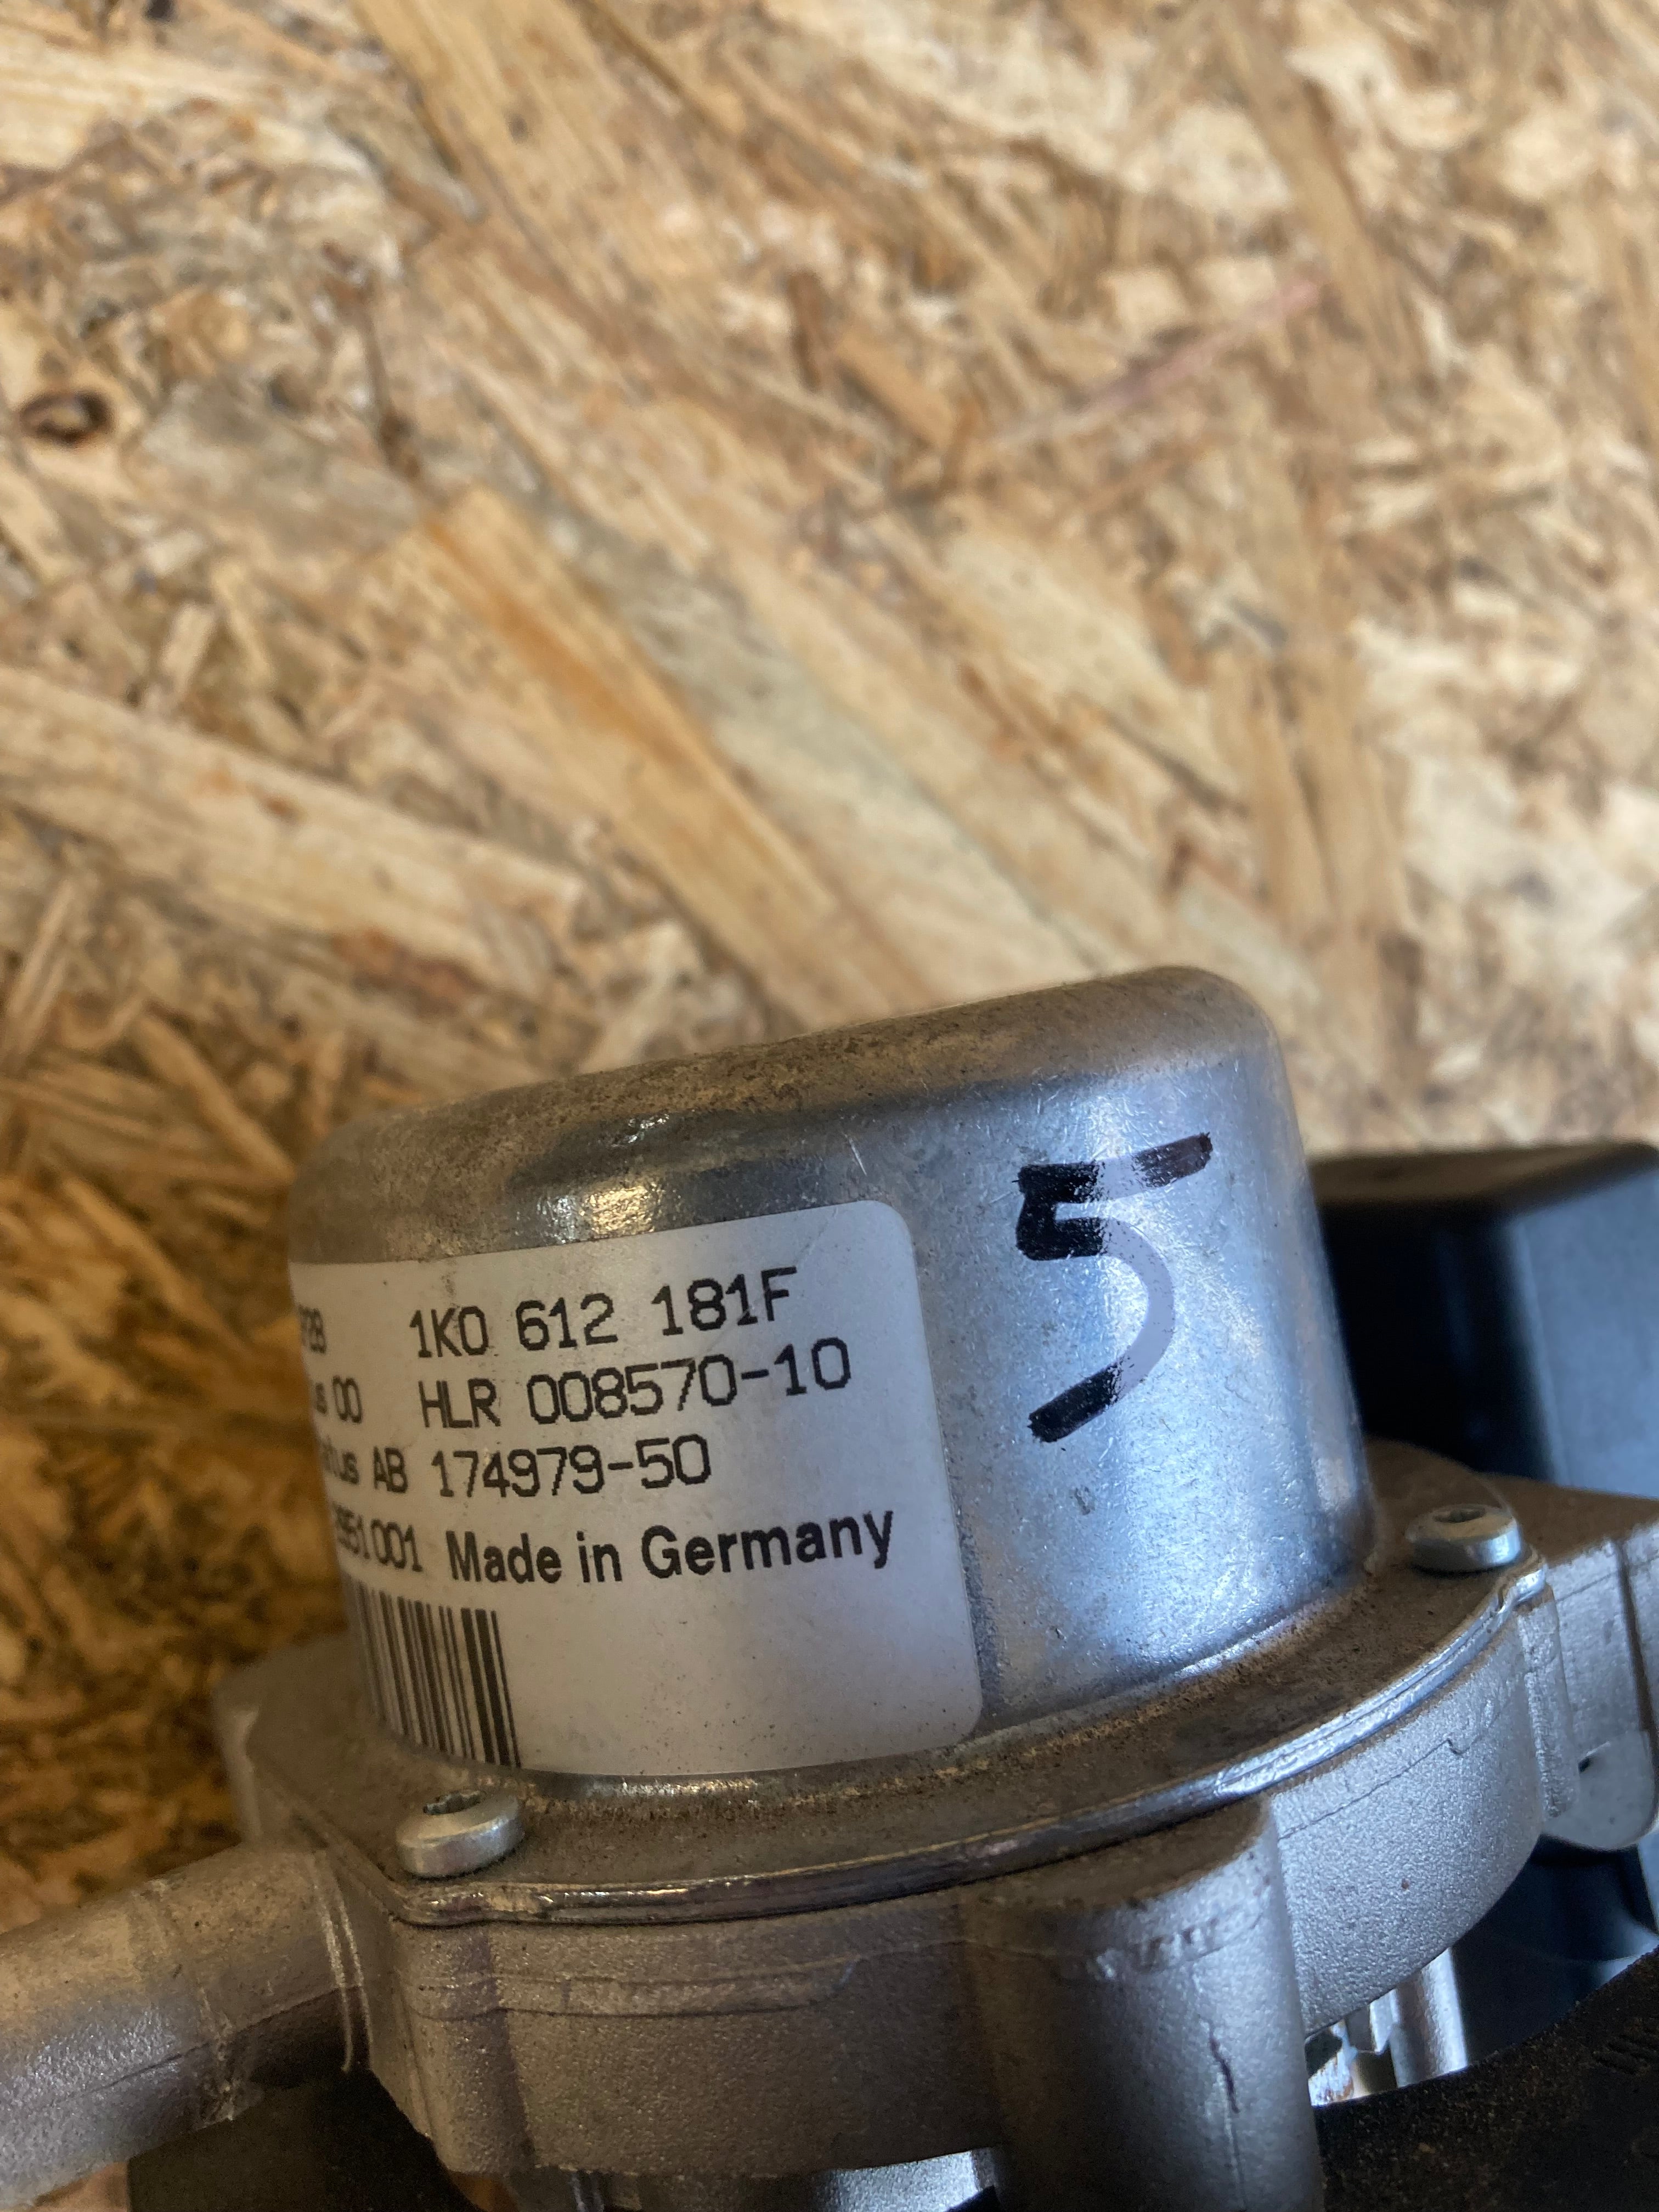 1K0 612 181F
00 HLR 008570-10
AB 174979-50
Made in Germany
5